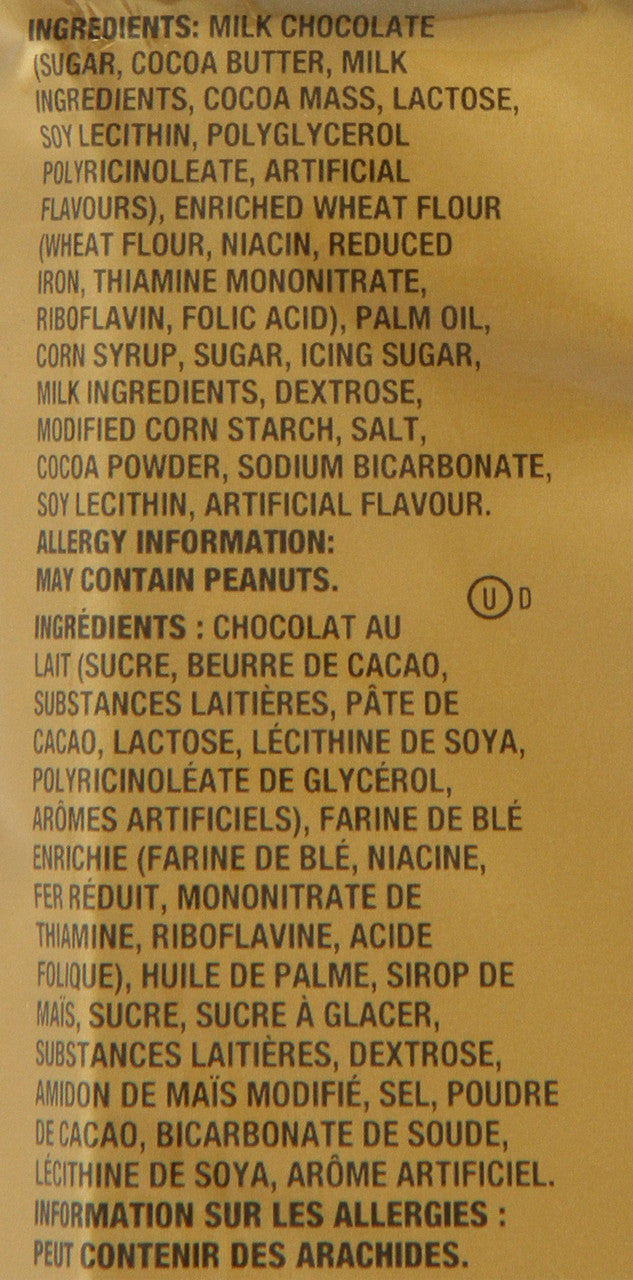 INGREDIENTS: MILK CHOCOLATE
(SUGAR, COCOA BUTTER, MILK
INGREDIENTS, COCOA MASS, LACTOSE,
SOY LECITHIN, POLYGLYCEROL
POLYRICINOLEATE, ARTIFICIAL
FLAVOURS), ENRICHED WHEAT FLOUR
(WHEAT FLOUR, NIACIN, REDUCED
IRON, THIAMINE MONONITRATE,
RIBOFLAVIN, FOLIC ACID), PALM OIL,
CORN SYRUP, SUGAR, ICING SUGAR,
MILK INGREDIENTS, DEXTROSE,
MODIFIED CORN STARCH, SALT,
COCOA POWDER, SODIUM BICARBONATE,
SOY LECITHIN, ARTIFICIAL FLAVOUR.
ALLERGY INFORMATION:
MAY CONTAIN PEANUTS.
U D
INGRÉDIENTS : CHOCOLAT AU
LAIT (SUCRE, BEURRE DE CACAO,
SUBSTANCES LAITIÈRES, PÂTE DE
CACAO, LACTOSE, LÉCITHINE DE SOYA,
POLYRICINOLÉATE DE GLYCÉROL,
ARÔMES ARTIFICIELS), FARINE DE BLÉ
ENRICHIE (FARINE DE BLÉ, NIACINE,
FER RÉDUIT, MONONITRATE DE
THIAMINE, RIBOFLAVINE, ACIDE
FOLIQUE), HUILE DE PALME, SIROP DE
MAÏS, SUCRE, SUCRE À GLACER,
SUBSTANCES LAITIÈRES, DEXTROSE,
AMIDON DE MAÏS MODIFIÉ, SEL, POUDRE
DE CACAO, BICARBONATE DE SOUDE,
LÉCITHINE DE SOYA, ARÔME ARTIFICIEL.
INFORMATION SUR LES ALLERGIES :
PEUT CONTENIR DES ARACHIDES.